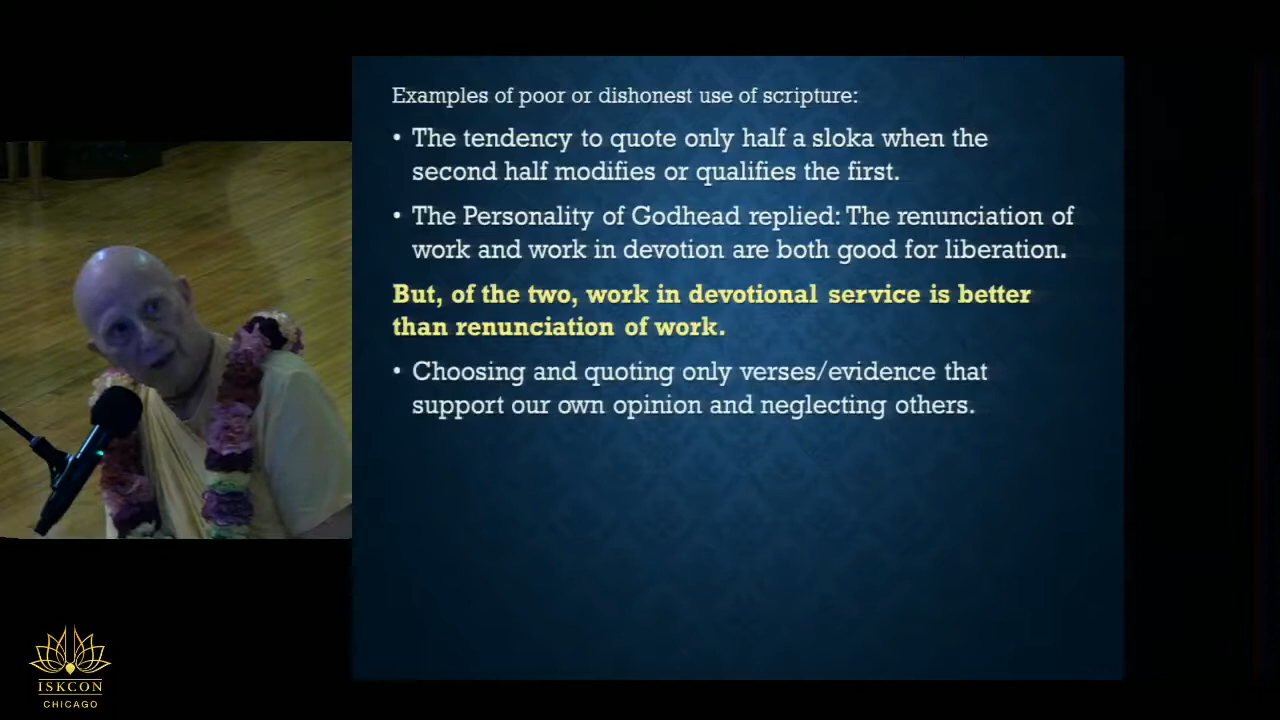 Examples of poor or dishonest use of scripture:
• The tendency to quote only half a sloka when the
second half modifies or qualifies the first.
• The Personality of Godhead replied: The renunciation of
work and work in devotion are both good for liberation.
But, of the two, work in devotional service is better
than renunciation of work.
• Choosing and quoting only verses/evidence that
support our own opinion and neglecting others.
ISKCON
CHICAGO